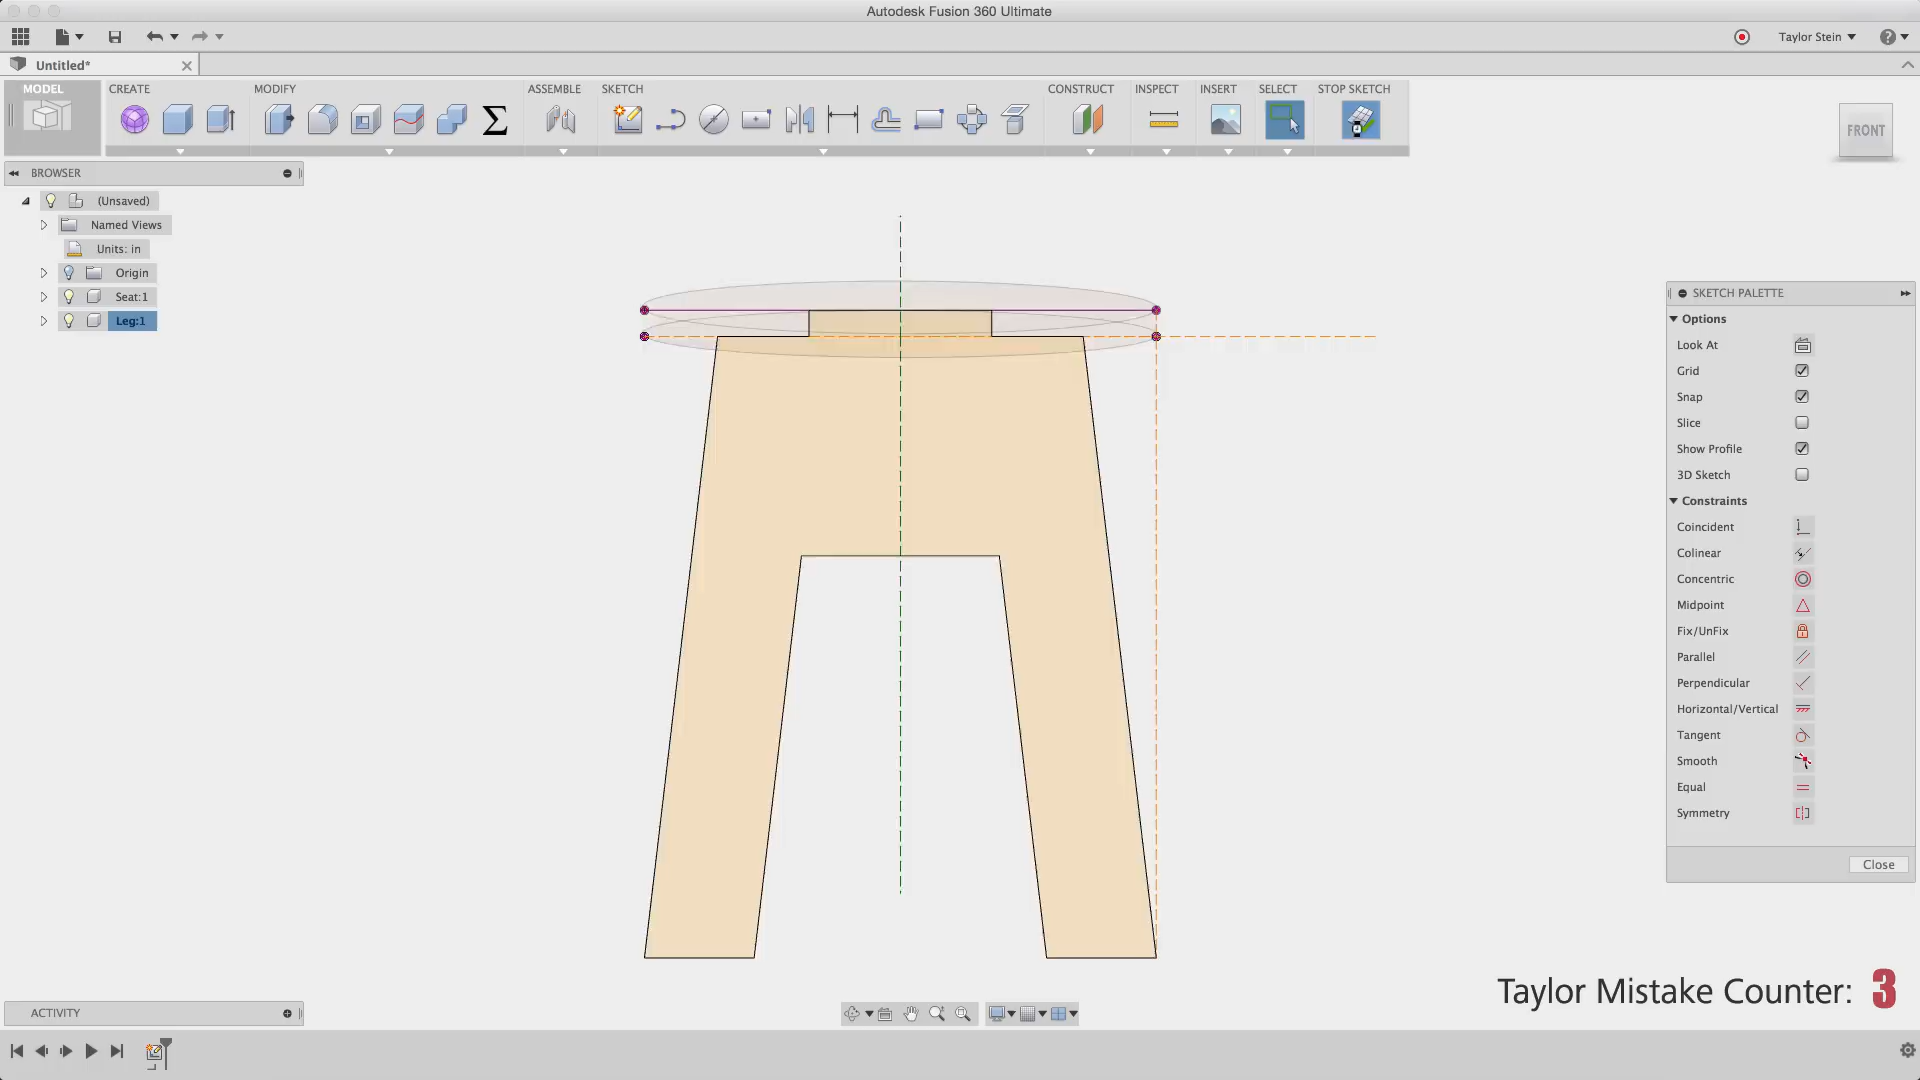 Autodesk Fusion 360 Ultimate
Taylor Stein
Untitled*
MODEL
CREATE
MODIFY
ASSEMBLE
SKETCH
CONSTRUCT
INSPECT
INSERT
SELECT
STOP SKETCH
FRONT
BROWSER
(Unsaved)
Named Views
Units: in
Origin
Seat:1
Leg:1
SKETCH PALETTE
Options
Look At
Grid
Snap
Slice
Show Profile
3D Sketch
Constraints
Coincident
Colinear
Concentric
Midpoint
Fix/UnFix
Parallel
Perpendicular
Horizontal/Vertical
Tangent
Smooth
Equal
Symmetry
Close
Taylor Mistake Counter: 3
ACTIVITY